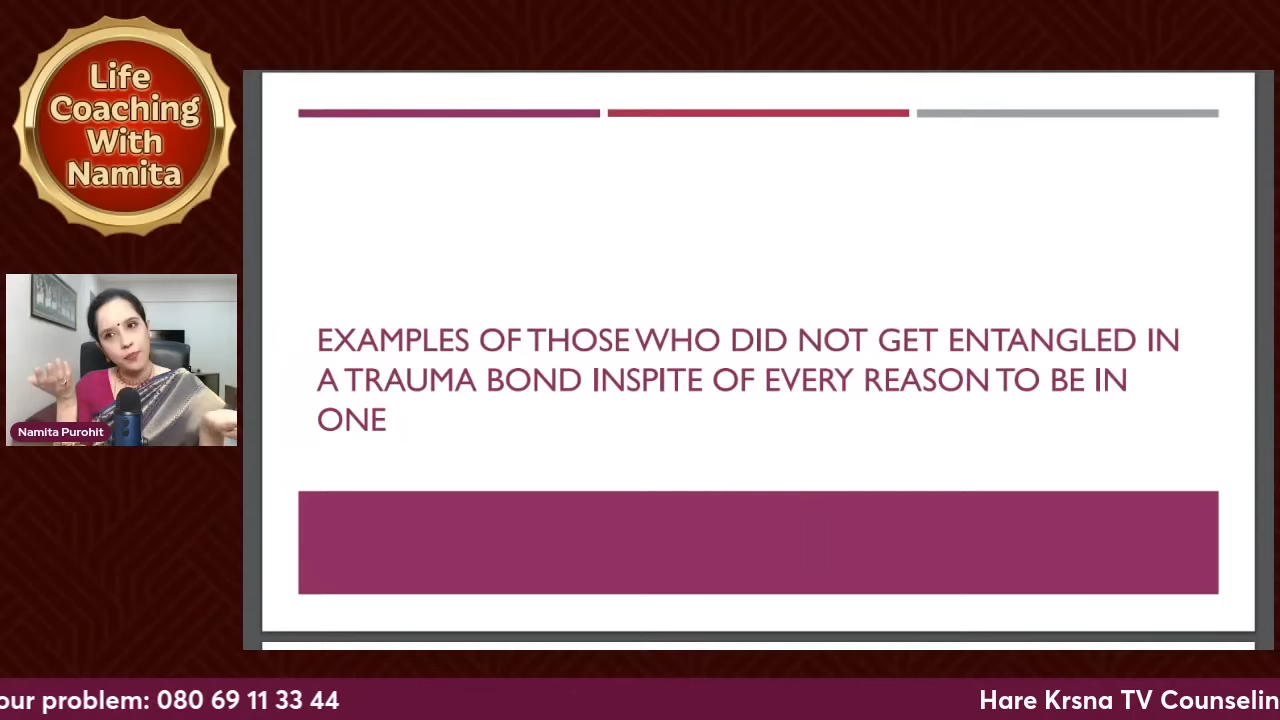 Life
Coaching
With
Namita
EXAMPLES OF THOSE WHO DID NOT GET ENTANGLED IN
A TRAUMA BOND INSPITE OF EVERY REASON TO BE IN
ONE
Namita Purohit
our problem: 080 69 11 33 44
Hare Krsna TV Counselin